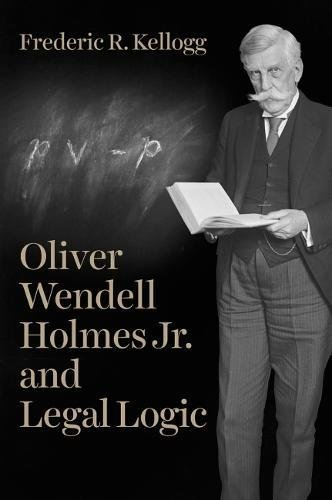 Frederic R. Kellogg
p v -p
Oliver
Wendell
Holmes Jr.
and
Legal Logic